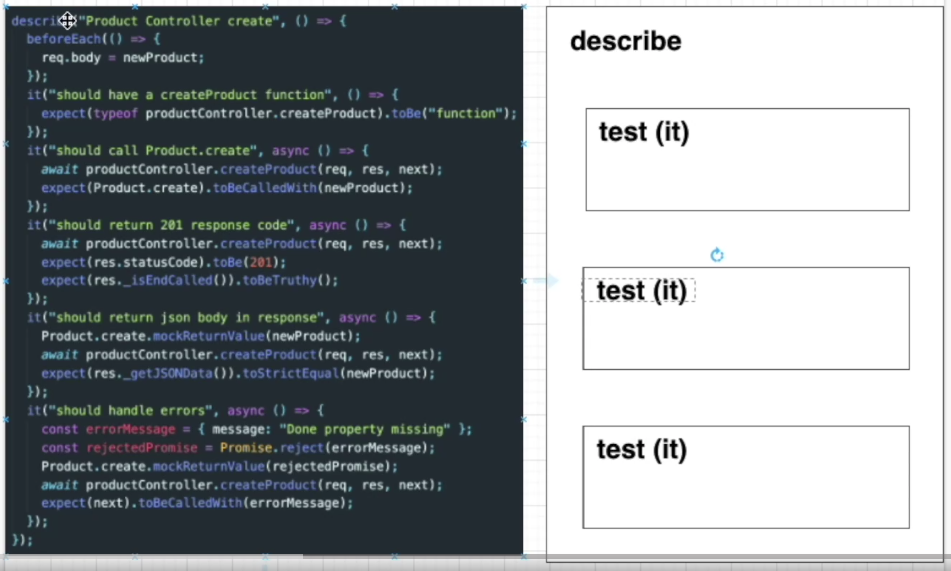 describe("Product Controller create", () => {
beforeEach(() => {
req.body = newProduct;
});
it("should have a createProduct function", () => {
expect(typeof productController.createProduct).toBe("function");
});
it("should call Product.create", async () => {
await productController.createProduct(req, res, next);
expect(Product.create).toBeCalledWith(newProduct);
});
it("should return 201 response code", async () => {
await productController.createProduct(req, res, next);
expect(res.statusCode).toBe(201);
expect(res._isEndCalled()).toBeTruthy();
});
it("should return json body in response", async () => {
Product.create.mockReturnValue(newProduct);
await productController.createProduct(req, res, next);
expect(res._getJSONData()).toStrictEqual(newProduct);
});
it("should handle errors", async () => {
const errorMessage = { message: "Done property missing" };
const rejectedPromise = Promise.reject(errorMessage);
Product.create.mockReturnValue(rejectedPromise);
await productController.createProduct(req, res, next);
expect(next).toBeCalledWith(errorMessage);
});
});
describe
test (it)
test (it)
test (it)